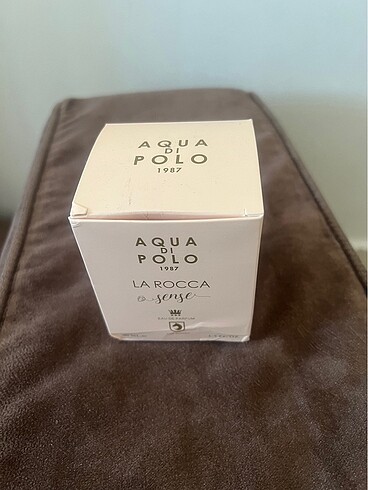 AQUA
DI
POLO
1987
AQUA
DI
POLO
1987
LA ROCCA
sense
EAU DE PARFUM